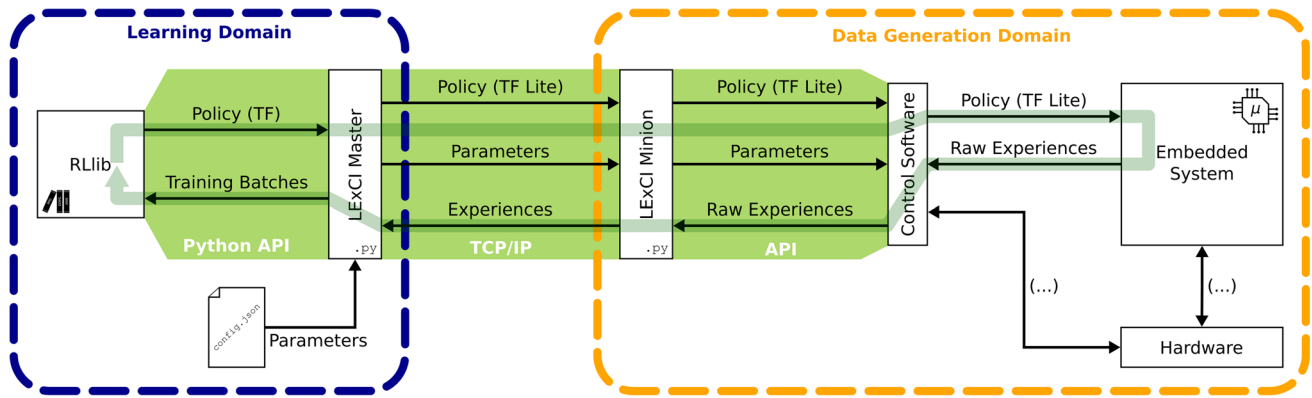 Learning Domain
Data Generation Domain
RLlib
Policy (TF)
Training Batches
Python API
LExCI Master
.py
Policy (TF Lite)
Parameters
Experiences
TCP/IP
LExCI Minion
.py
Policy (TF Lite)
Parameters
Raw Experiences
API
Control Software
Policy (TF Lite)
Raw Experiences
Embedded
System
μ
config.json
Parameters
(...)
(...)
Hardware